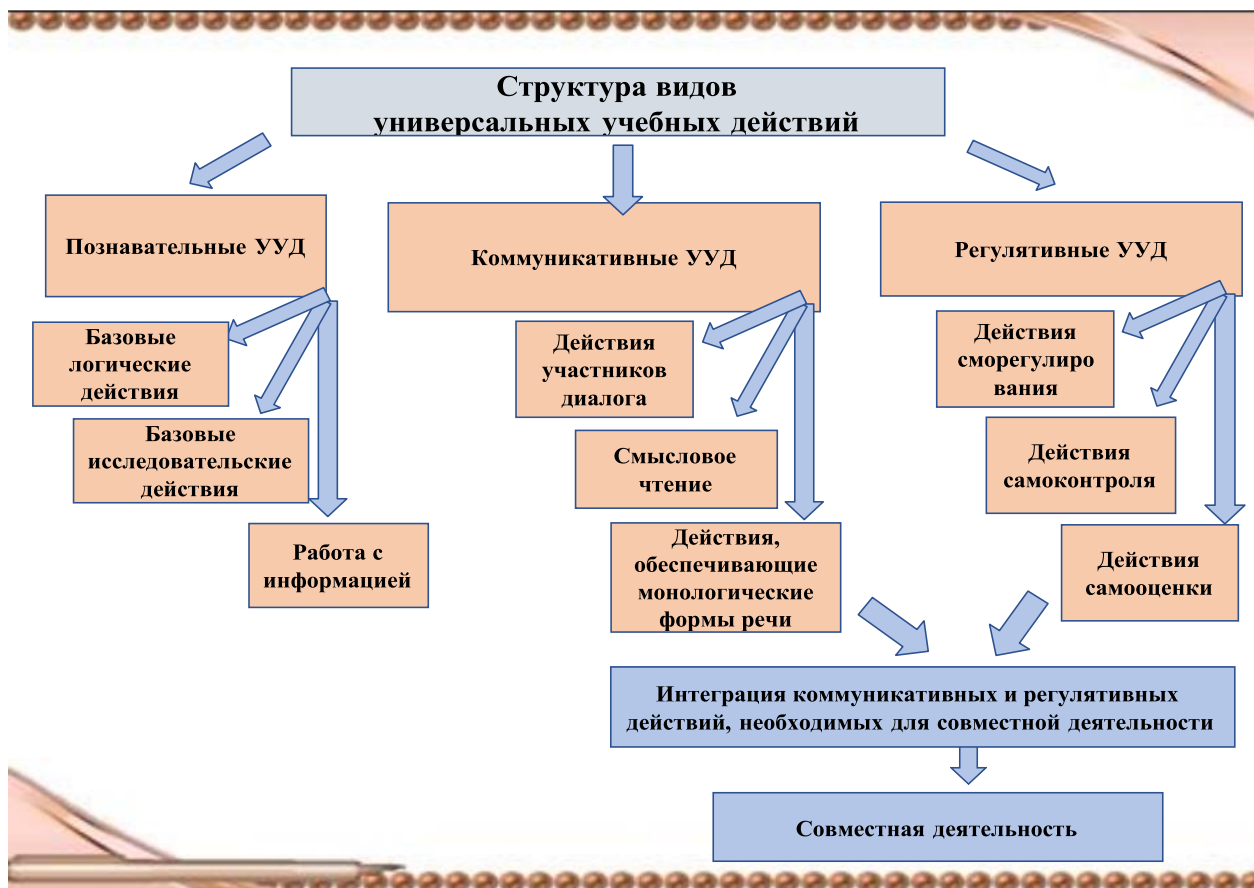 Структура видов
универсальных учебных действий
Познавательные УУД
Коммуникативные УУД
Регулятивные УУД
Базовые
логические
действия
Базовые
исследовательские
действия
Работа с
информацией
Действия
участников
диалога
Смысловое
чтение
Действия,
обеспечивающие
монологические
формы речи
Действия
сморегулиро
вания
Действия
самоконтроля
Действия
самооценки
Интеграция коммуникативных и регулятивных
действий, необходимых для совместной деятельности
Совместная деятельность